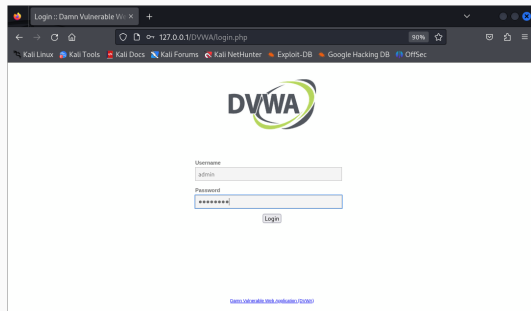 Login :: Damn Vulnerable We
127.0.0.1/DVWA/login.php
90%
Kali Linux Kali Tools Kali Docs Kali Forums Kali NetHunter Exploit-DB Google Hacking DB OffSec
DVWA
Username
admin
Password
Login
Damn Vulnerable Web Application (DVWA)